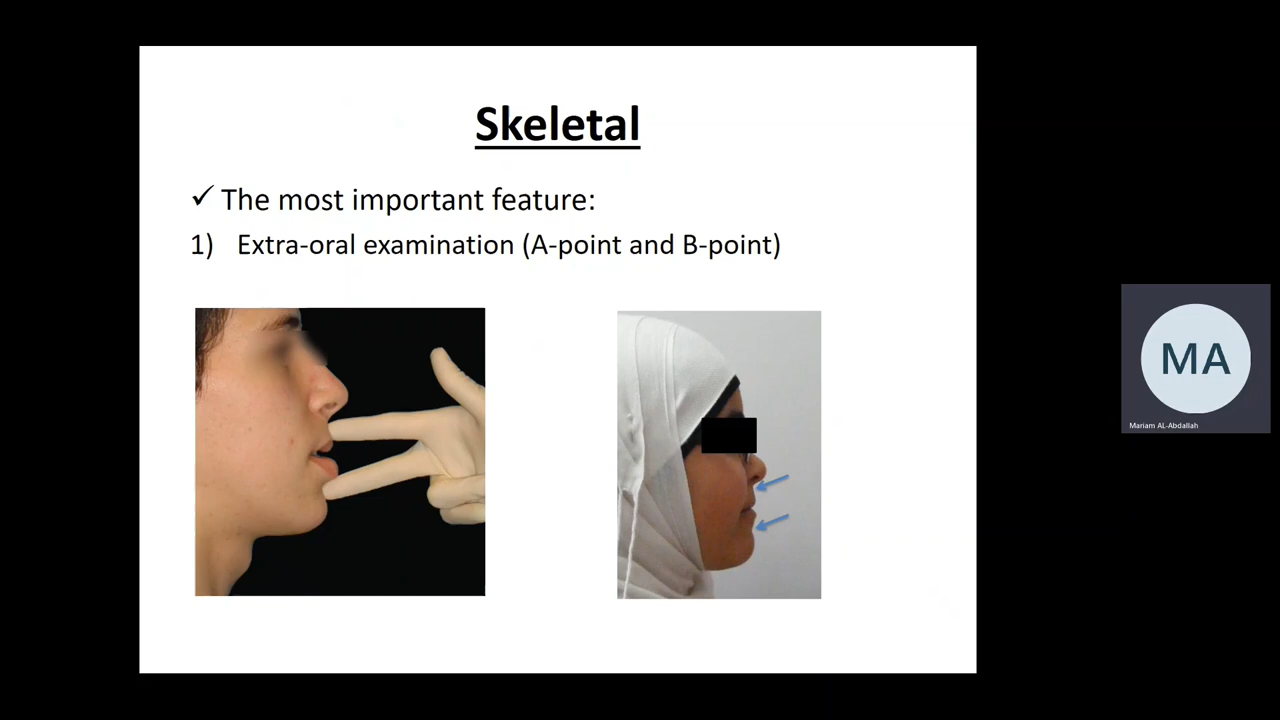 Skeletal
✓ The most important feature:
1) Extra-oral examination (A-point and B-point)
MA
Mariam AL-Abdallah